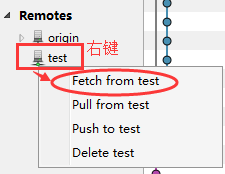 Remotes
origin
test 右键
Fetch from test
Pull from test
Push to test
Delete test